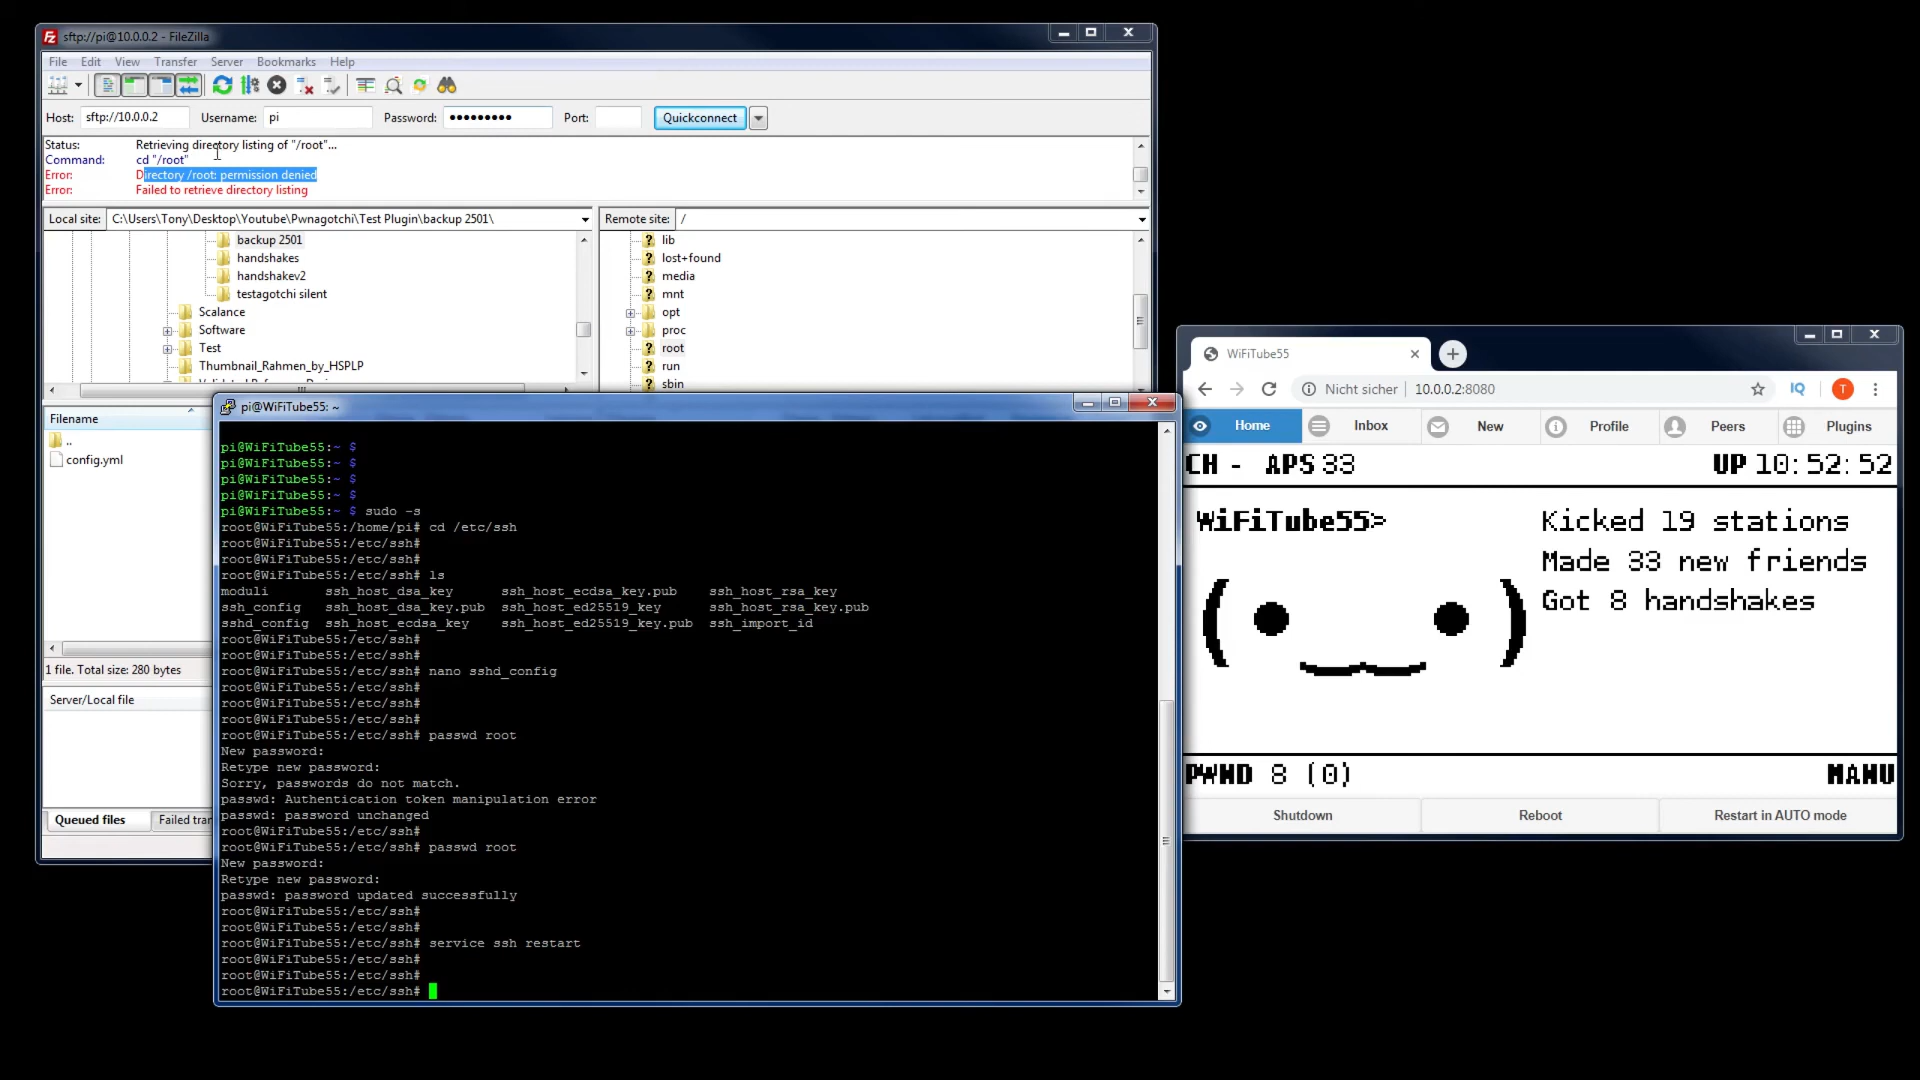 sftp://pi@10.0.0.2 - FileZilla
File Edit View Transfer Server Bookmarks Help
Host: sftp://10.0.0.2 Username: pi Password: ●●●●●●●●● Port: Quickconnect
Status: Retrieving directory listing of "/root"...
Command: cd "/root"
Error: Directory /root: permission denied
Error: Failed to retrieve directory listing
Local site: C:\Users\Tony\Desktop\Youtube\Pwnagotchi\Test Plugin\backup 2501\
backup 2501
handshakes
handshakev2
testagotchi silent
Scalance
Software
Test
Thumbnail_Rahmen_by_HSPLP
Remote site: /
lib
lost+found
media
mnt
opt
proc
root
run
sbin
Filename
..
config.yml
1 file. Total size: 280 bytes
Server/Local file
Queued files Failed tran
pi@WiFiTube55: ~
pi@WiFiTube55:~ $
pi@WiFiTube55:~ $
pi@WiFiTube55:~ $
pi@WiFiTube55:~ $
pi@WiFiTube55:~ $ sudo -s
root@WiFiTube55:/home/pi# cd /etc/ssh
root@WiFiTube55:/etc/ssh#
root@WiFiTube55:/etc/ssh#
root@WiFiTube55:/etc/ssh# ls
moduli ssh_host_dsa_key ssh_host_ecdsa_key.pub ssh_host_rsa_key
ssh_config ssh_host_dsa_key.pub ssh_host_ed25519_key ssh_host_rsa_key.pub
sshd_config ssh_host_ecdsa_key ssh_host_ed25519_key.pub ssh_import_id
root@WiFiTube55:/etc/ssh#
root@WiFiTube55:/etc/ssh#
root@WiFiTube55:/etc/ssh# nano sshd_config
root@WiFiTube55:/etc/ssh#
root@WiFiTube55:/etc/ssh#
root@WiFiTube55:/etc/ssh#
root@WiFiTube55:/etc/ssh# passwd root
New password:
Retype new password:
Sorry, passwords do not match.
passwd: Authentication token manipulation error
passwd: password unchanged
root@WiFiTube55:/etc/ssh#
root@WiFiTube55:/etc/ssh# passwd root
New password:
Retype new password:
passwd: password updated successfully
root@WiFiTube55:/etc/ssh#
root@WiFiTube55:/etc/ssh#
root@WiFiTube55:/etc/ssh# service ssh restart
root@WiFiTube55:/etc/ssh#
root@WiFiTube55:/etc/ssh#
root@WiFiTube55:/etc/ssh#
WiFiTube55
Nicht sicher 10.0.0.2:8080 IQ T
Home Inbox New Profile Peers Plugins
CH - APS 33 UP 10:52:52
WiFiTube55>
Kicked 19 stations
Made 33 new friends
Got 8 handshakes
PWND 8 (0) MANU
Shutdown Reboot Restart in AUTO mode